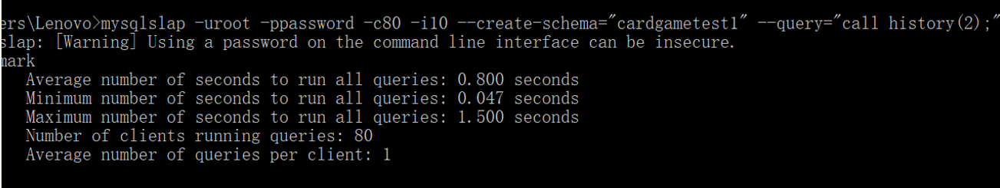 ers\Lenovo>mysqlslap -uroot -ppassword -c80 -i10 --create-schema="cardgametest1" --query="call history(2);"
slap: [Warning] Using a password on the command line interface can be insecure.
mark
Average number of seconds to run all queries: 0.800 seconds
Minimum number of seconds to run all queries: 0.047 seconds
Maximum number of seconds to run all queries: 1.500 seconds
Number of clients running queries: 80
Average number of queries per client: 1